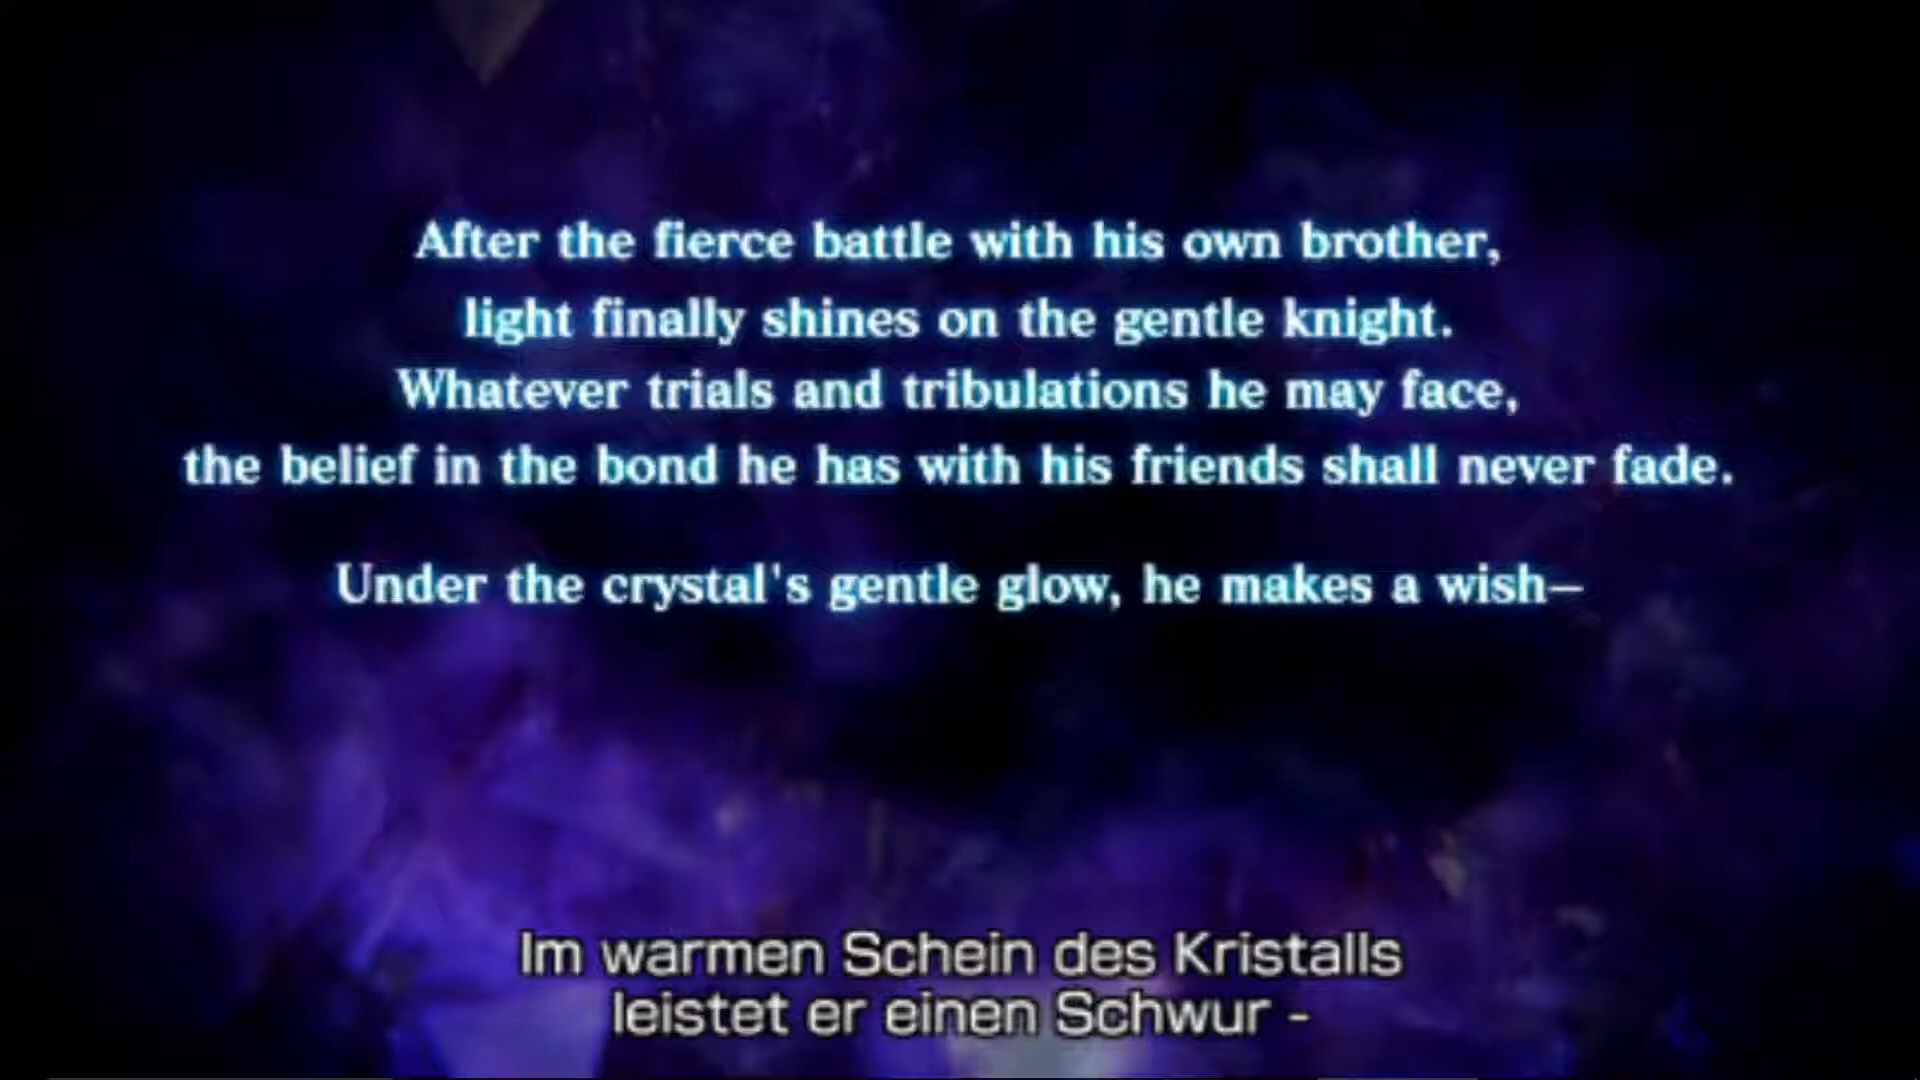 After the fierce battle with his own brother,
light finally shines on the gentle knight.
Whatever trials and tribulations he may face,
the belief in the bond he has with his friends shall never fade.
Under the crystal's gentle glow, he makes a wish—
Im warmen Schein des Kristalls
leistet er einen Schwur -